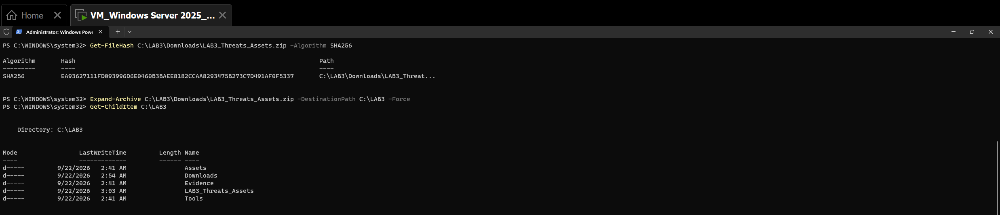 Home
VM_Windows Server 2025_...
Administrator: Windows Powe
PS C:\WINDOWS\system32> Get-FileHash C:\LAB3\Downloads\LAB3_Threats_Assets.zip -Algorithm SHA256
Algorithm       Hash                                                                   Path
---------       ----                                                                   ----
SHA256          EA93627111FD093996D6E0460B3BAEE8182CCAA8293475B273C7D491AF0F5337       C:\LAB3\Downloads\LAB3_Threat...
PS C:\WINDOWS\system32> Expand-Archive C:\LAB3\Downloads\LAB3_Threats_Assets.zip -DestinationPath C:\LAB3 -Force
PS C:\WINDOWS\system32> Get-ChildItem C:\LAB3
    Directory: C:\LAB3
Mode                 LastWriteTime         Length Name
----                 -------------         ------ ----
d-----         9/22/2026   2:41 AM                Assets
d-----         9/22/2026   2:54 AM                Downloads
d-----         9/22/2026   2:41 AM                Evidence
d-----         9/22/2026   3:03 AM                LAB3_Threats_Assets
d-----         9/22/2026   2:41 AM                Tools